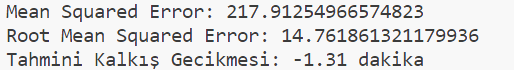 Mean Squared Error: 217.91254966574823
Root Mean Squared Error: 14.761861321179936
Tahmini Kalkış Gecikmesi: -1.31 dakika